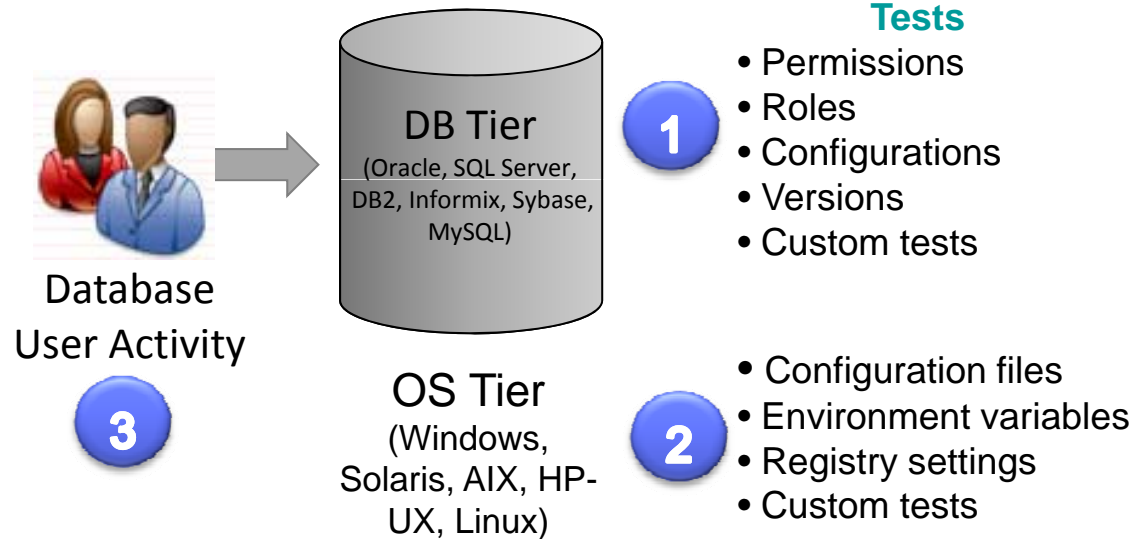 Tests
• Permissions
• Roles
• Configurations
• Versions
• Custom tests
1
DB Tier
(Oracle, SQL Server,
DB2, Informix, Sybase,
MySQL)
Database
User Activity
3
OS Tier
(Windows,
Solaris, AIX, HP-
UX, Linux)
2
• Configuration files
• Environment variables
• Registry settings
• Custom tests